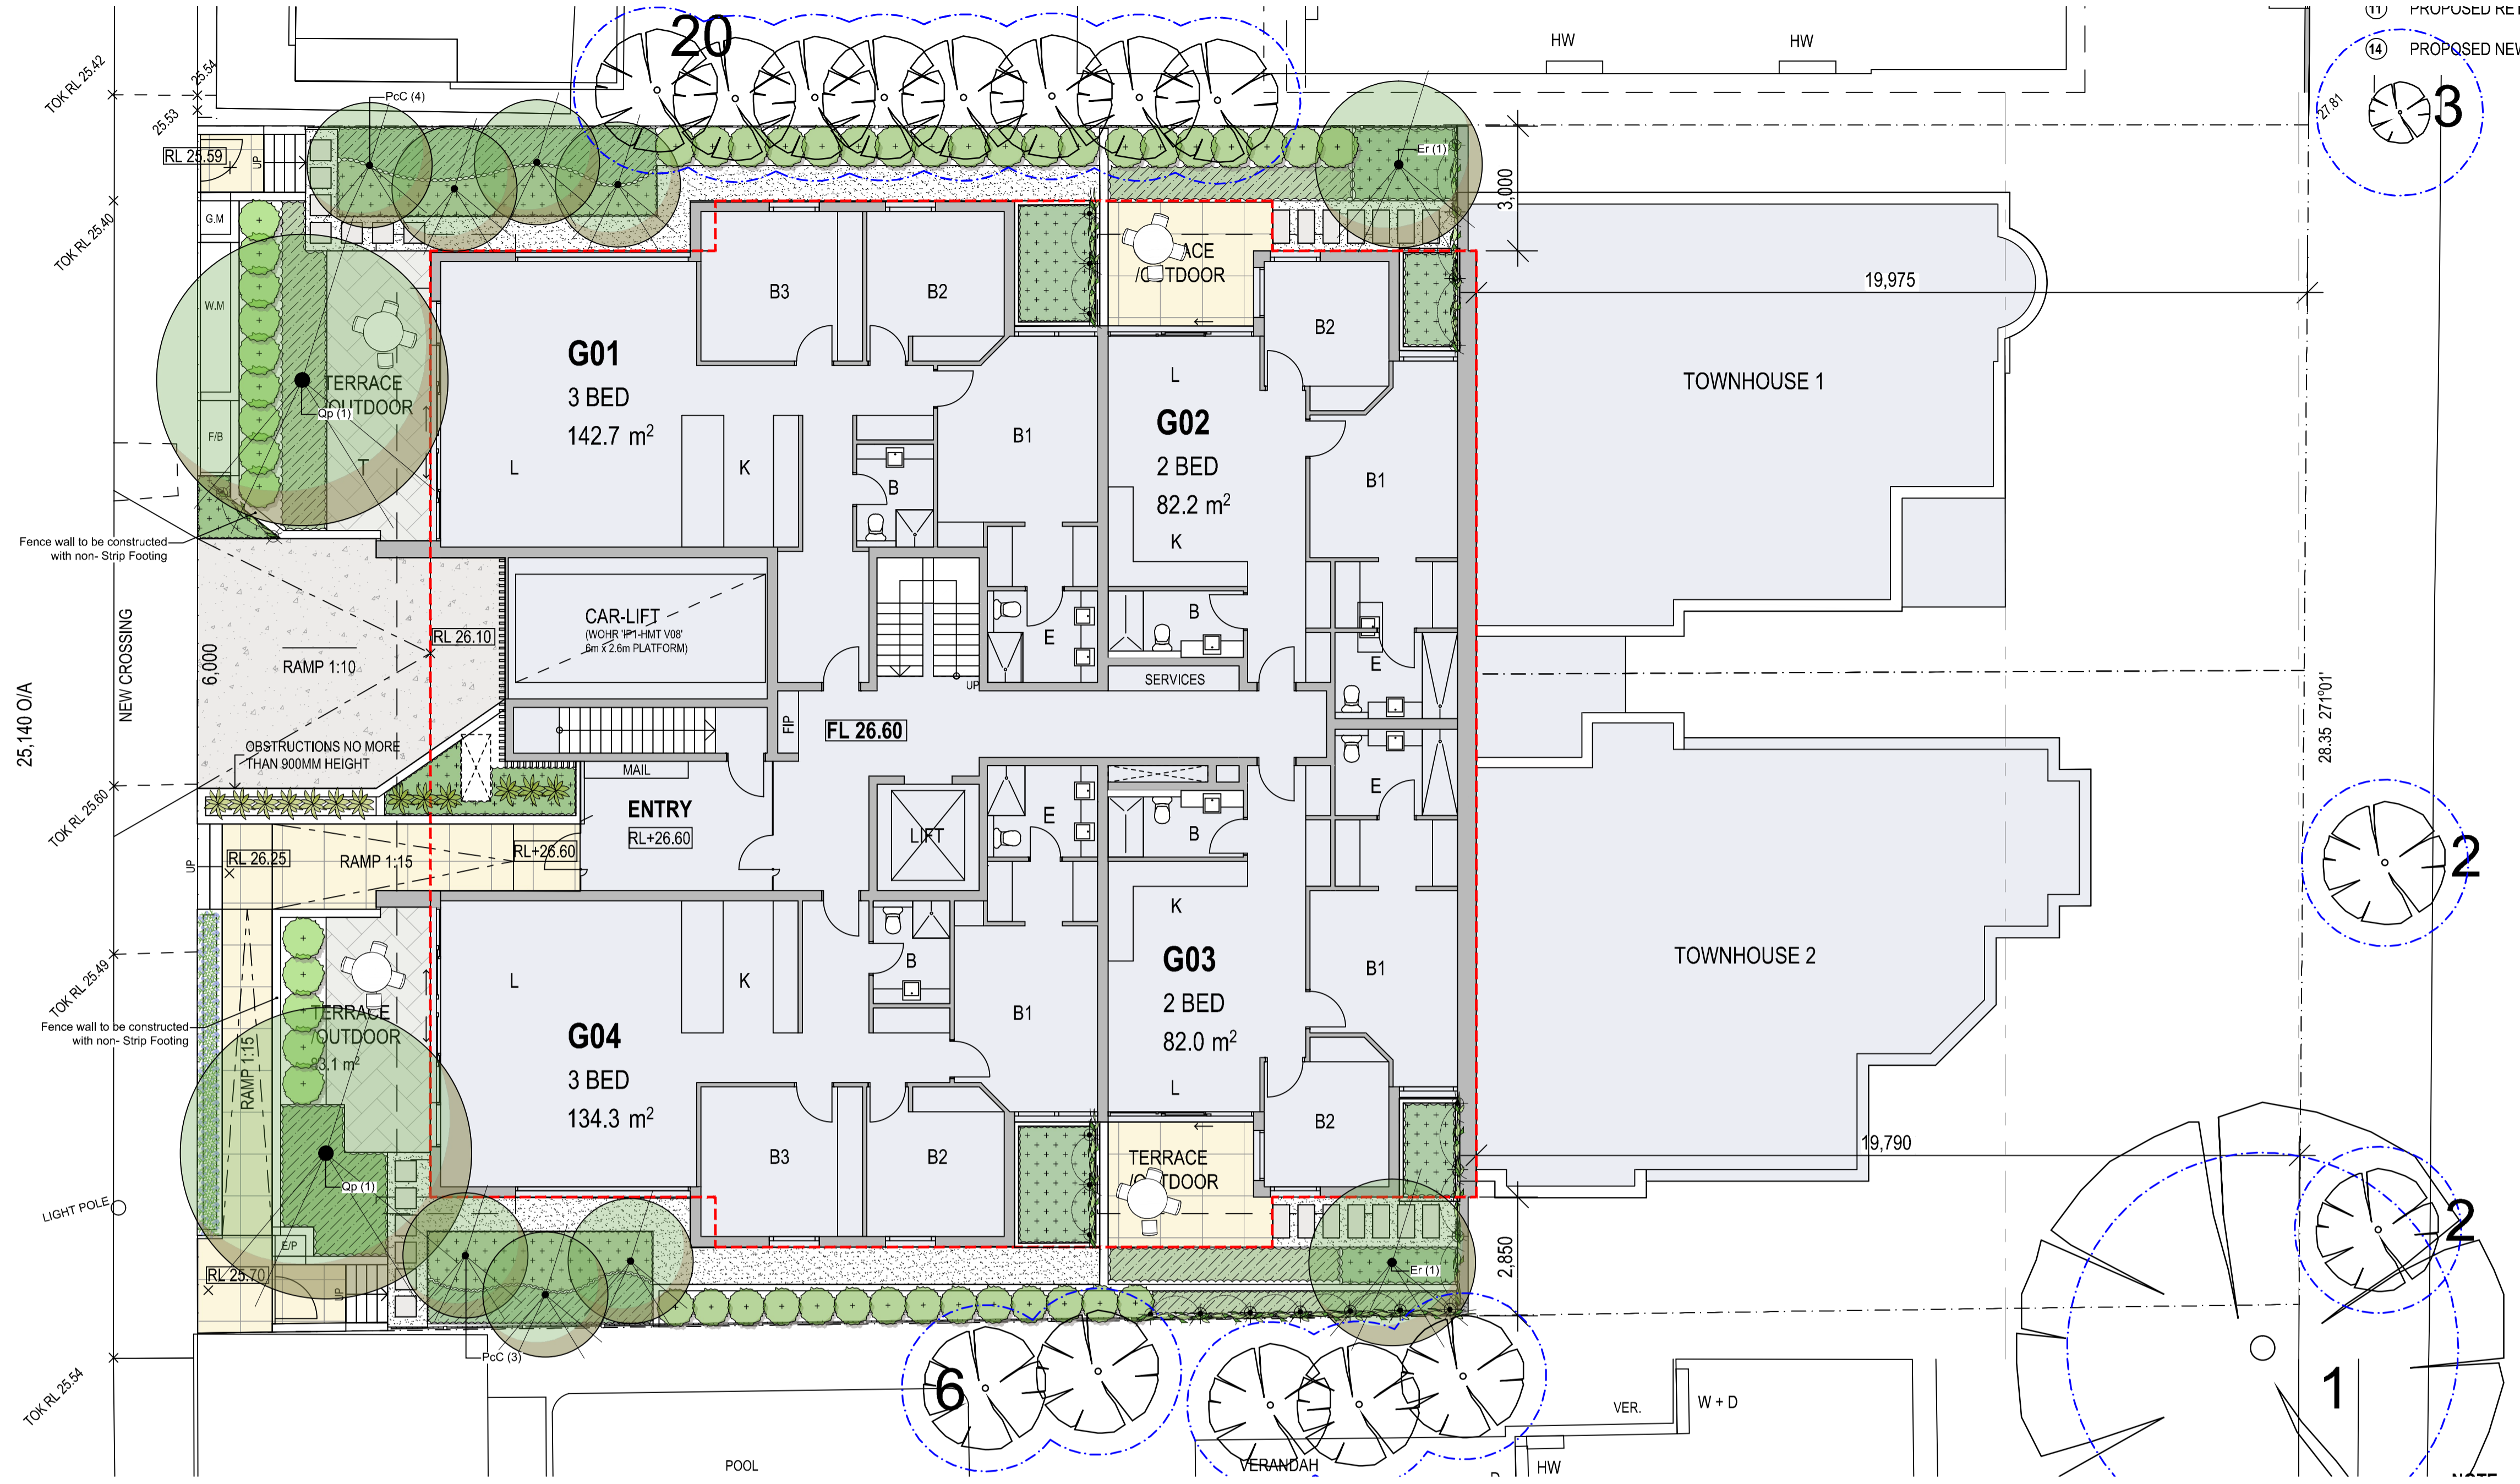 20
HW
HW
11
14
PROPOSED NEW
3
27.81
TOK RL 25.42
25.54
25.53
PcC (4)
RL 25.59
UP
Er (1)
3,000
TOK RL 25.40
G.M
W.M
F/B
TERRACE
/OUTDOOR
Qp (1)
T
G01
3 BED
142.7 m²
L
K
B3
B2
B1
B
E
/OUTDOOR
G02
2 BED
82.2 m²
L
K
B2
B1
B
E
19,975
TOWNHOUSE 1
Fence wall to be constructed
with non- Strip Footing
NEW CROSSING
6,000
25,140 O/A
RAMP 1:10
RL 26.10
CAR-LIFT
(WOHR 'IP1-HMT V08'
6m x 2.6m PLATFORM)
UP
SERVICES
FIP
FL 26.60
OBSTRUCTIONS NO MORE
THAN 900MM HEIGHT
MAIL
ENTRY
RL+26.60
LIFT
28.35 271°01'
TOK RL 25.60
UP
RL 26.25
RAMP 1:15
RL+26.60
2
TOK RL 25.49
Fence wall to be constructed
with non- Strip Footing
RAMP 1:15
TERRACE
/OUTDOOR
83.1 m²
G04
3 BED
134.3 m²
L
K
B
E
B1
B3
B2
G03
2 BED
82.0 m²
K
L
B
E
B1
B2
TERRACE
/OUTDOOR
TOWNHOUSE 2
19,790
2
LIGHT POLE
Qp (1)
E/P
RL 25.70
UP
PcC (3)
Er (1)
2,850
TOK RL 25.54
6
1
POOL
VERANDAH
VER.
W + D
HW